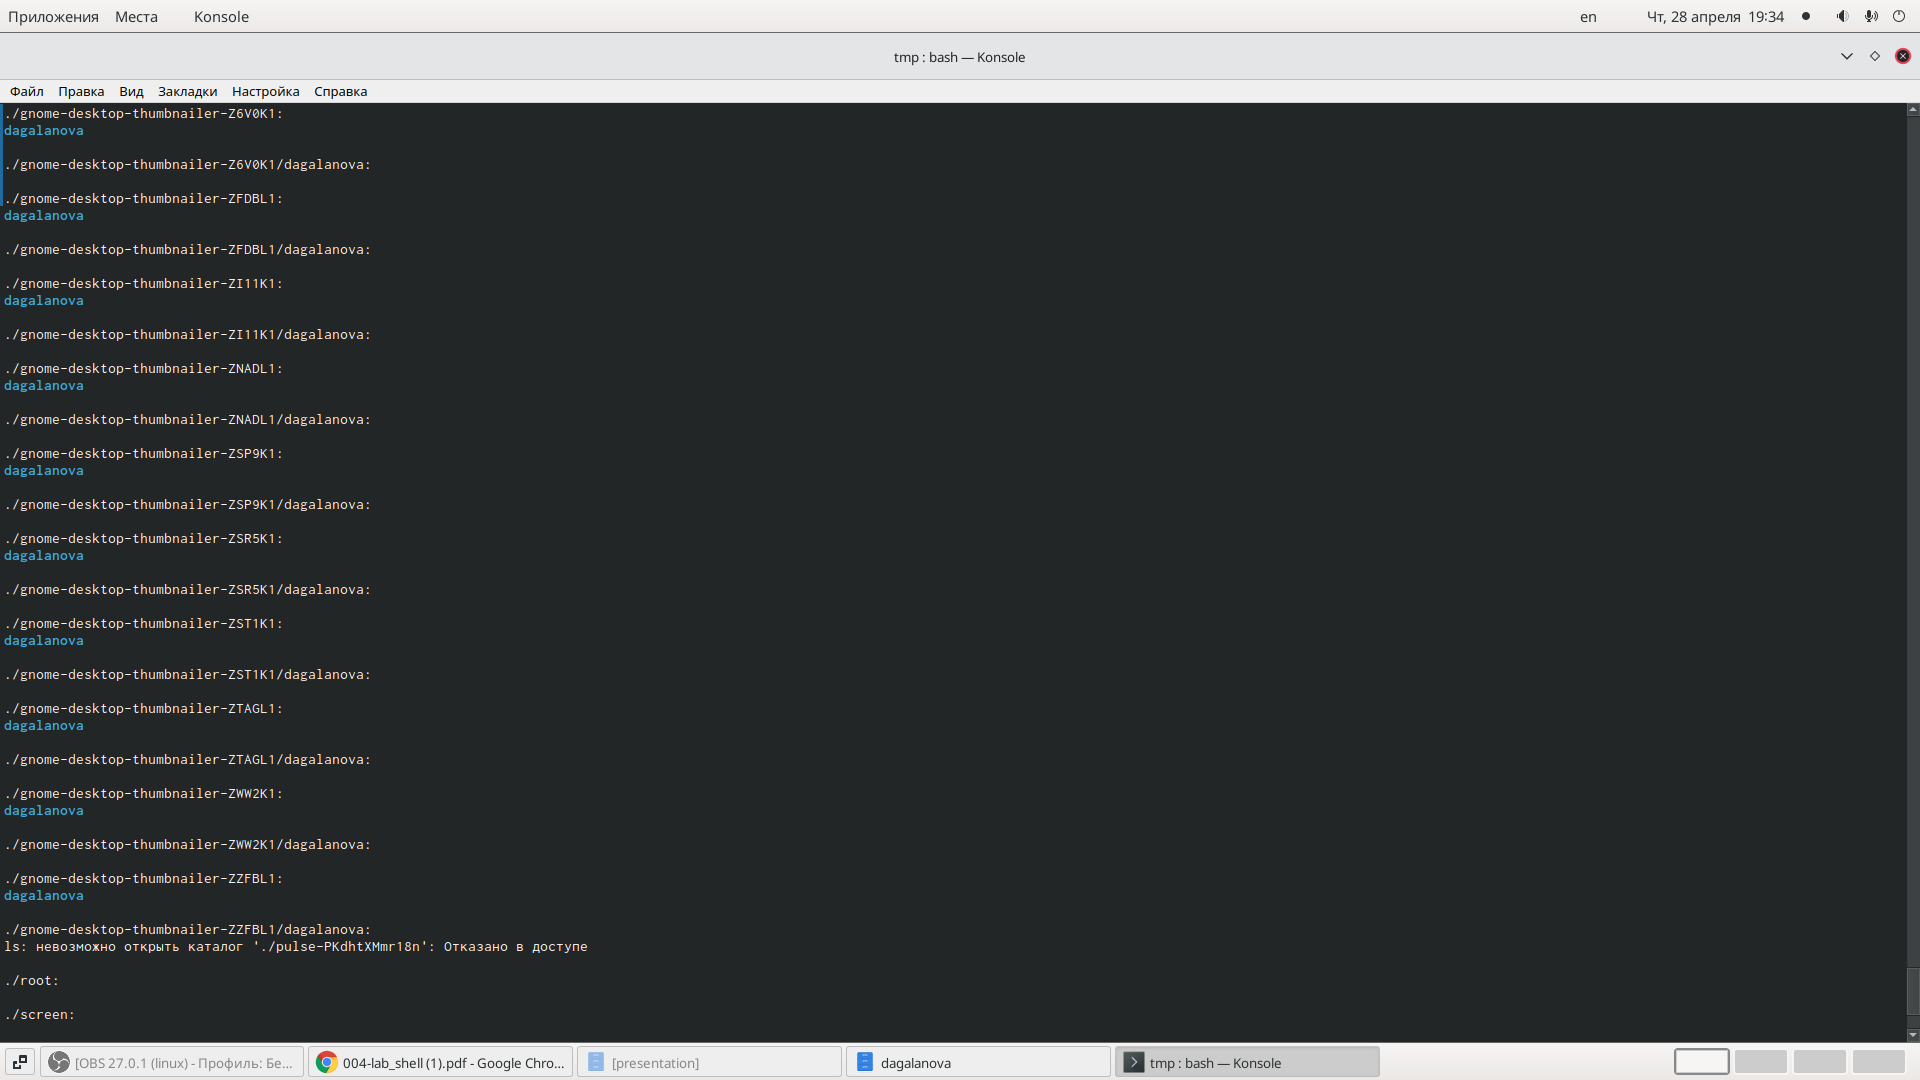 Приложения Места Konsole en Чт, 28 апреля 19:34
tmp : bash — Konsole
Файл Правка Вид Закладки Настройка Справка
./gnome-desktop-thumbnailer-Z6V0K1:
dagalanova
./gnome-desktop-thumbnailer-Z6V0K1/dagalanova:
./gnome-desktop-thumbnailer-ZFDBL1:
dagalanova
./gnome-desktop-thumbnailer-ZFDBL1/dagalanova:
./gnome-desktop-thumbnailer-ZI11K1:
dagalanova
./gnome-desktop-thumbnailer-ZI11K1/dagalanova:
./gnome-desktop-thumbnailer-ZNADL1:
dagalanova
./gnome-desktop-thumbnailer-ZNADL1/dagalanova:
./gnome-desktop-thumbnailer-ZSP9K1:
dagalanova
./gnome-desktop-thumbnailer-ZSP9K1/dagalanova:
./gnome-desktop-thumbnailer-ZSR5K1:
dagalanova
./gnome-desktop-thumbnailer-ZSR5K1/dagalanova:
./gnome-desktop-thumbnailer-ZST1K1:
dagalanova
./gnome-desktop-thumbnailer-ZST1K1/dagalanova:
./gnome-desktop-thumbnailer-ZTAGL1:
dagalanova
./gnome-desktop-thumbnailer-ZTAGL1/dagalanova:
./gnome-desktop-thumbnailer-ZWW2K1:
dagalanova
./gnome-desktop-thumbnailer-ZWW2K1/dagalanova:
./gnome-desktop-thumbnailer-ZZFBL1:
dagalanova
./gnome-desktop-thumbnailer-ZZFBL1/dagalanova:
ls: невозможно открыть каталог './pulse-PKdhtXMmr18n': Отказано в доступе
./root:
./screen:
[OBS 27.0.1 (linux) - Профиль: Бе... 004-lab_shell (1).pdf - Google Chro... [presentation] dagalanova tmp : bash — Konsole